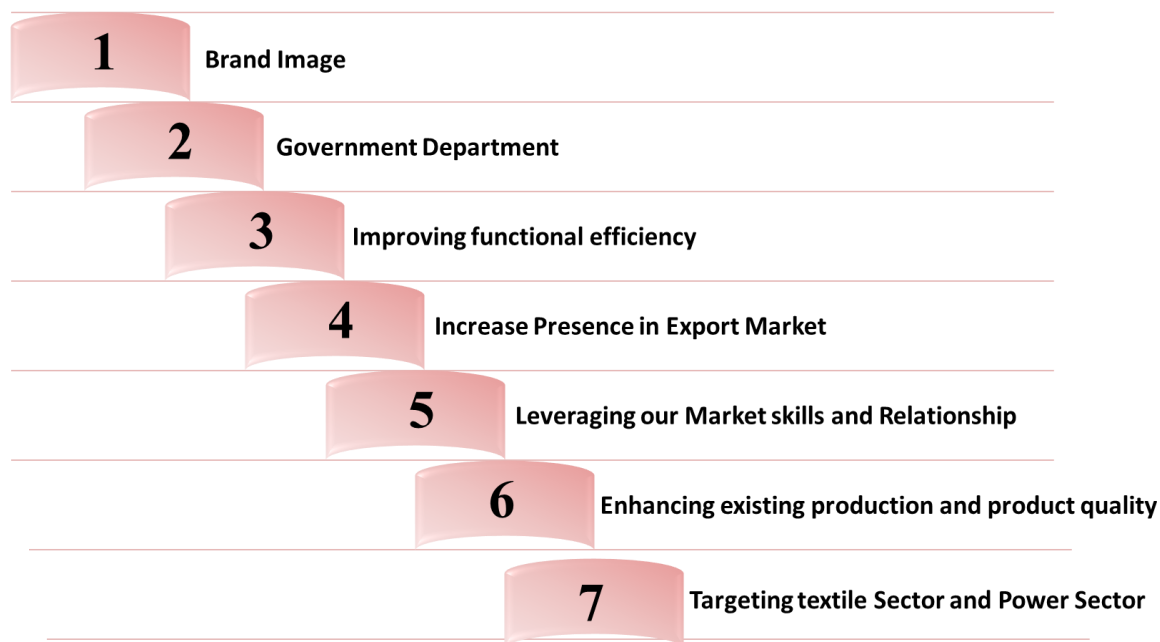 1 Brand Image
2 Government Department
3 Improving functional efficiency
4 Increase Presence in Export Market
5 Leveraging our Market skills and Relationship
6 Enhancing existing production and product quality
7 Targeting textile Sector and Power Sector